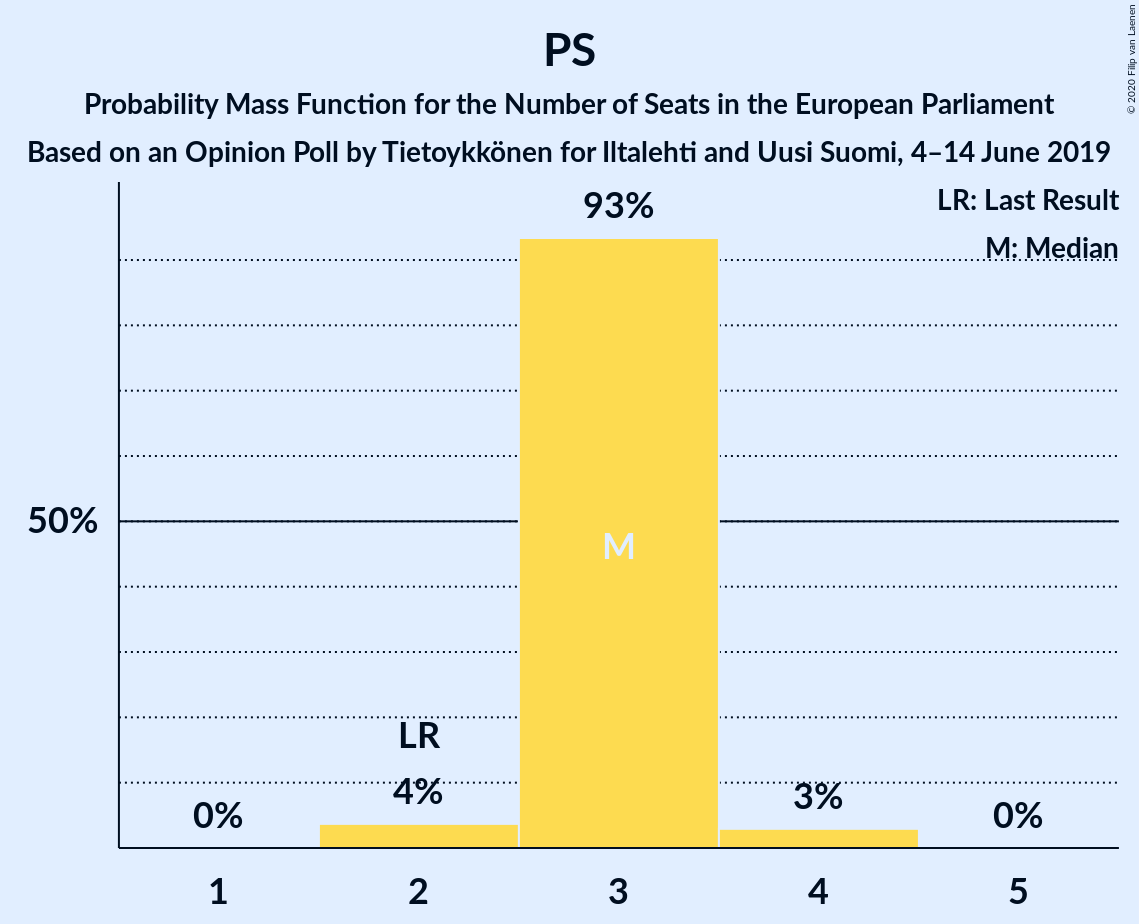 PS
Probability Mass Function for the Number of Seats in the European Parliament
Based on an Opinion Poll by Tietoykkönen for Iltalehti and Uusi Suomi, 4–14 June 2019
© 2020 Filip van Laenen
LR: Last Result
M: Median
93%
50%
M
LR
0%
4%
3%
0%
1 2 3 4 5